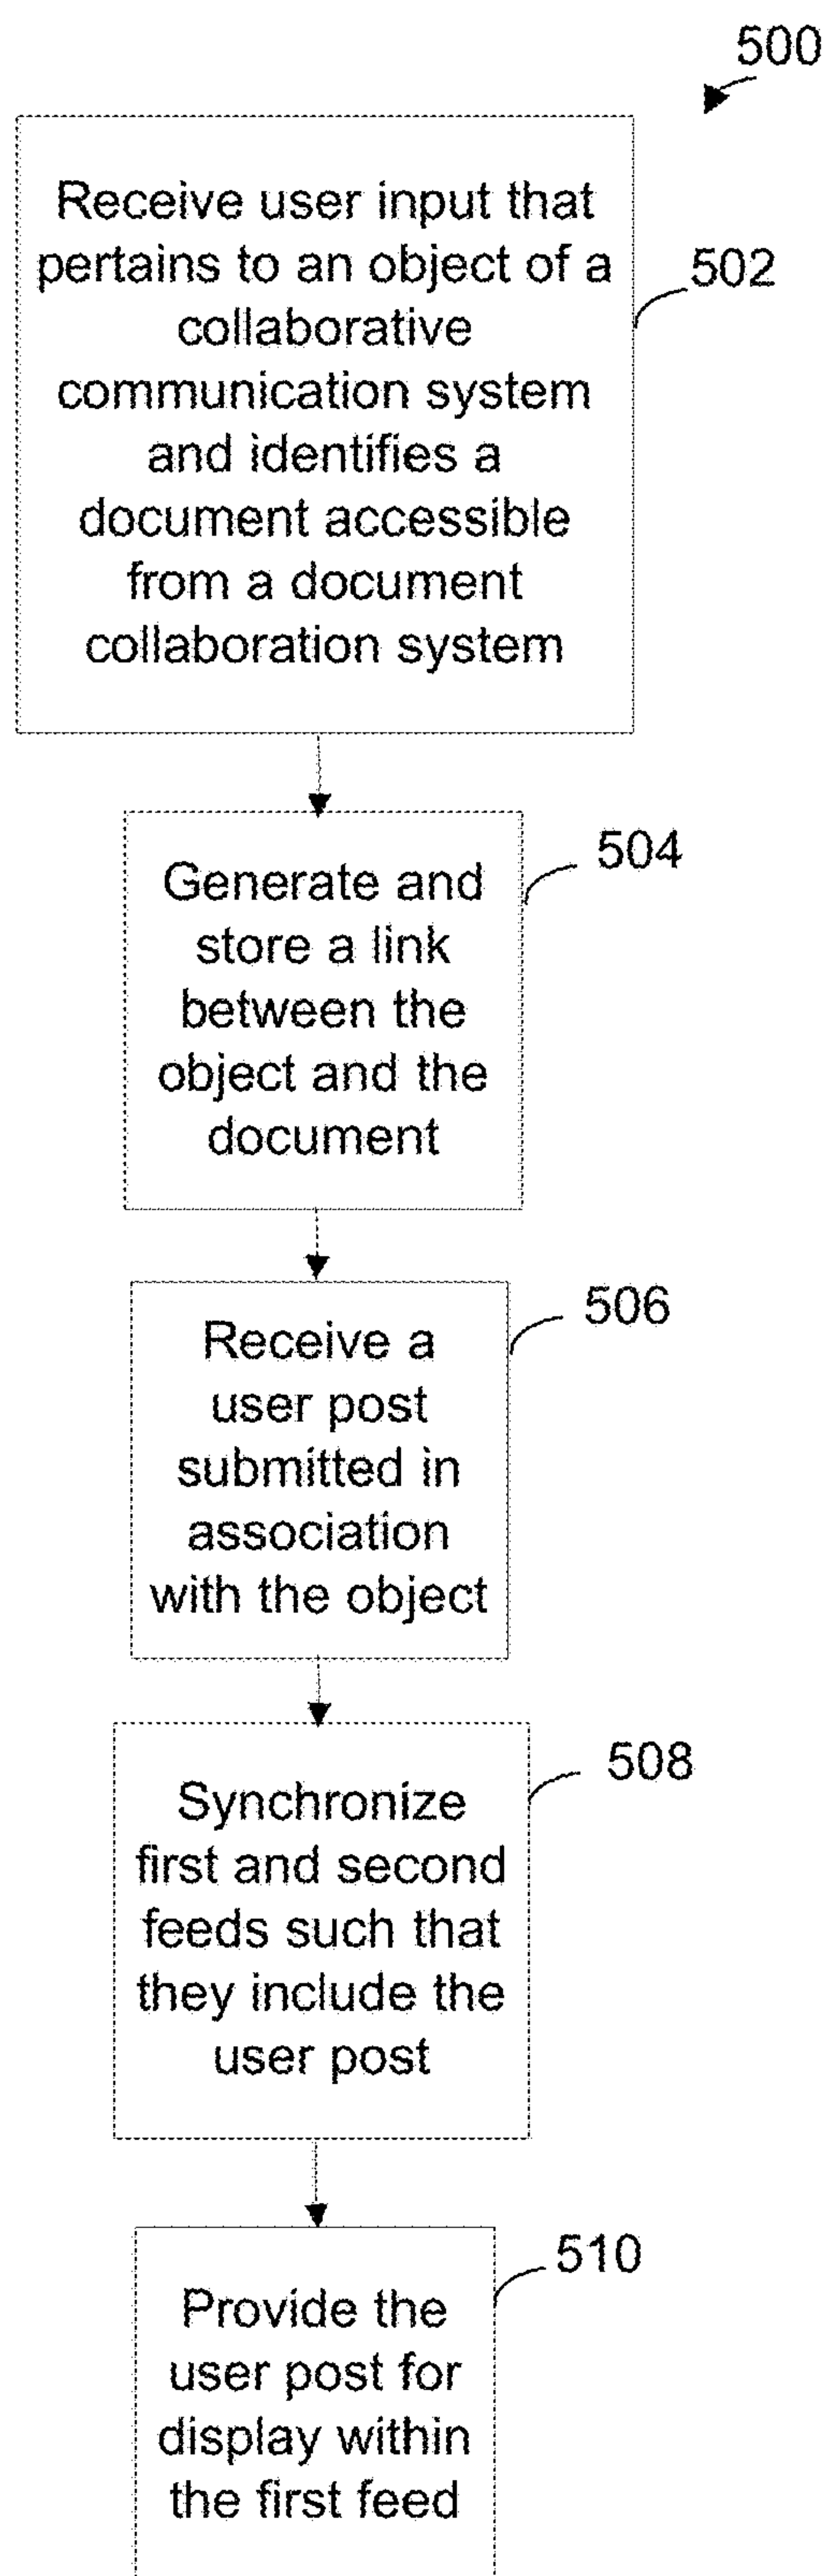 500
Receive user input that
pertains to an object of a
collaborative
communication system
and identifies a
document accessible
from a document
collaboration system
502
Generate and
store a link
between the
object and the
document
504
Receive a
user post
submitted in
association
with the object
506
Synchronize
first and second
feeds such that
they include the
user post
508
Provide the
user post for
display within
the first feed
510